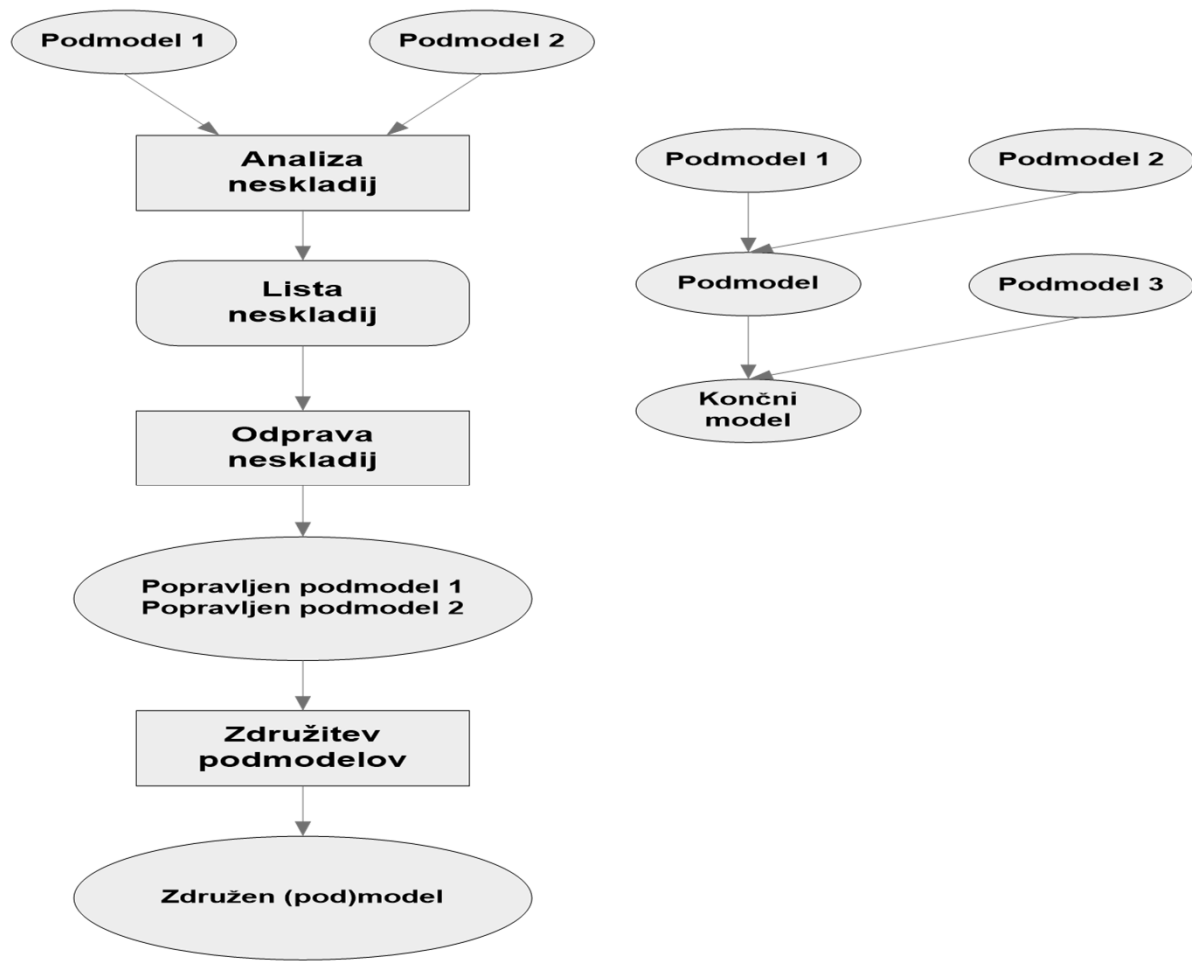 Podmodel 1
Podmodel 2
Analiza
neskladij
Lista
neskladij
Odprava
neskladij
Popravljen podmodel 1
Popravljen podmodel 2
Združitev
podmodelov
Združen (pod)model
Podmodel 1
Podmodel 2
Podmodel
Podmodel 3
Končni
model